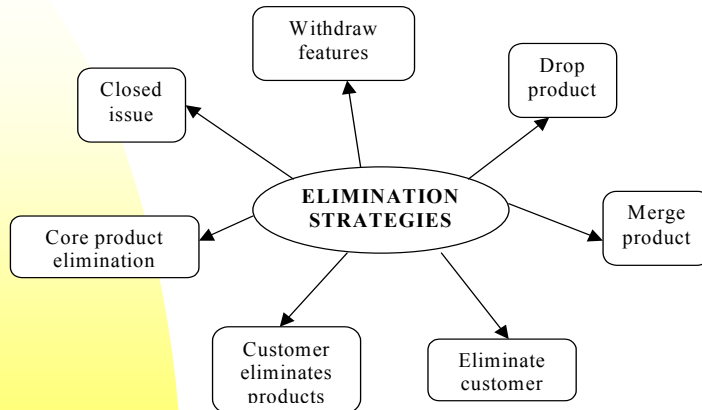 Withdraw
features
Drop
product
Closed
issue
ELIMINATION
STRATEGIES
Merge
product
Core product
elimination
Customer
eliminates
products
Eliminate
customer